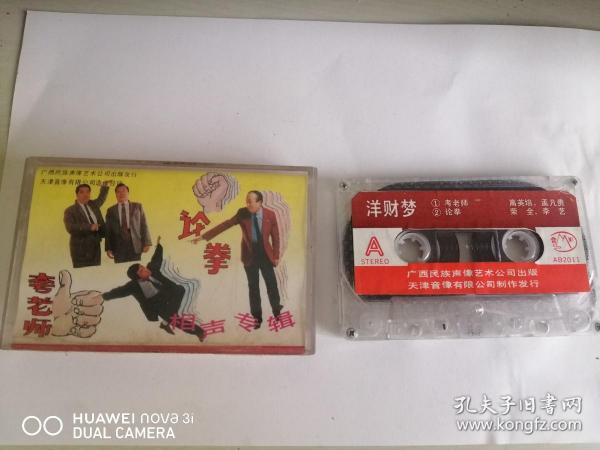 广西民族声像艺术公司出版发行
天津音像有限公司
论拳
考老师
相声专辑
洋财梦
① 考老师
② 论拳
高英培、孟凡贵
常全、李艺
A
STEREO
AB2011
广西民族声像艺术公司出版
天津音像有限公司制作发行
HUAWEI nova 3i
DUAL CAMERA
孔夫子旧书网
www.kongfz.com